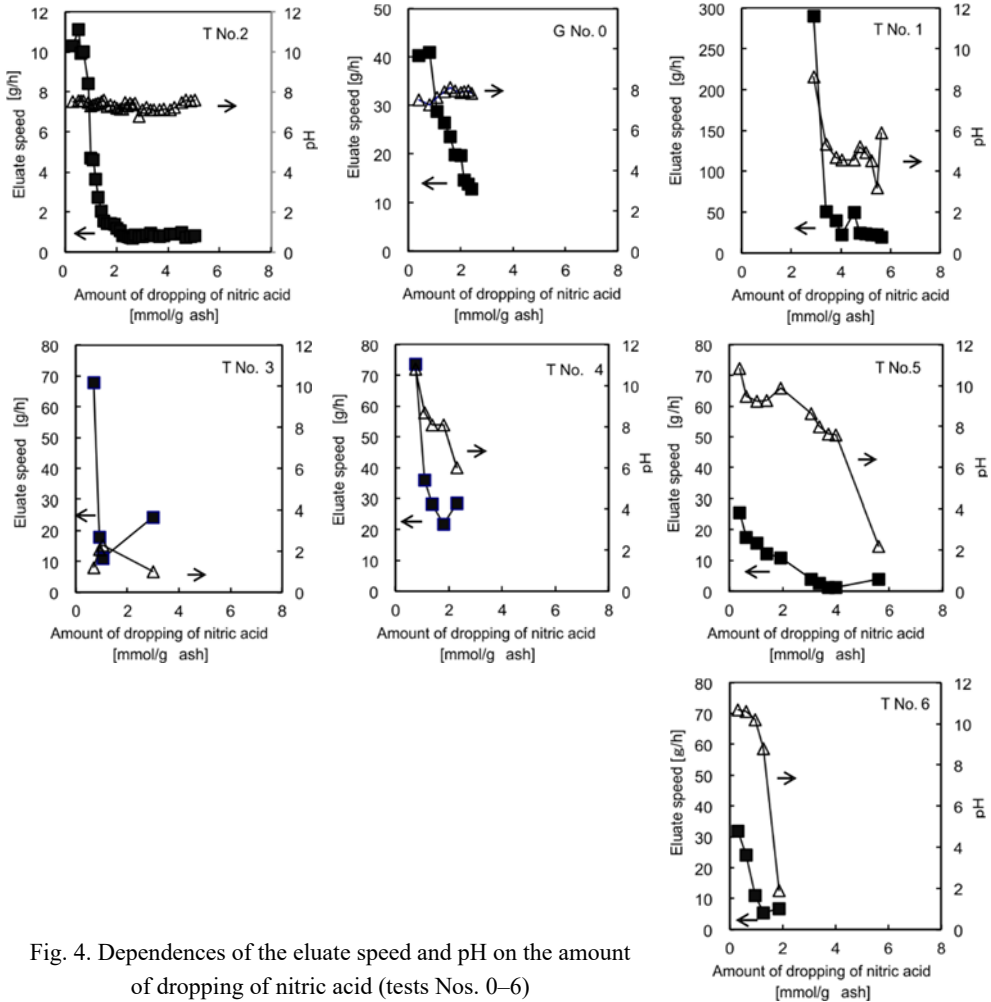 12
10
8
6
4
2
0
Eluate speed [g/h]
T No.2
12
10
8
6
4
2
0
pH
0 2 4 6 8
Amount of dropping of nitric acid
[mmol/g ash]
50
40
30
20
10
0
Eluate speed [g/h]
G No. 0
12
10
8
6
4
2
0
pH
0 2 4 6 8
Amount of dropping of nitric acid
[mmol/g ash]
300
250
200
150
100
50
0
Eluate speed [g/h]
T No. 1
12
10
8
6
4
2
0
pH
0 2 4 6 8
Amount of dropping of nitric acid
[mmol/g ash]
80
70
60
50
40
30
20
10
0
Eluate speed [g/h]
T No. 3
12
10
8
6
4
2
0
pH
0 2 4 6 8
Amount of dropping of nitric acid
[mmol/g ash]
80
70
60
50
40
30
20
10
0
Eluate speed [g/h]
T No. 4
12
10
8
6
4
2
0
pH
0 2 4 6 8
Amount of dropping of nitric acid
[mmol/g ash]
80
70
60
50
40
30
20
10
0
Eluate speed [g/h]
T No.5
12
10
8
6
4
2
0
pH
0 2 4 6 8
Amount of dropping of nitric acid
[mmol/g ash]
80
70
60
50
40
30
20
10
0
Eluate speed [g/h]
T No. 6
12
10
8
6
4
2
0
pH
0 2 4 6 8
Amount of dropping of nitric acid
[mmol/g ash]
Fig. 4. Dependences of the eluate speed and pH on the amount
of dropping of nitric acid (tests Nos. 0–6)